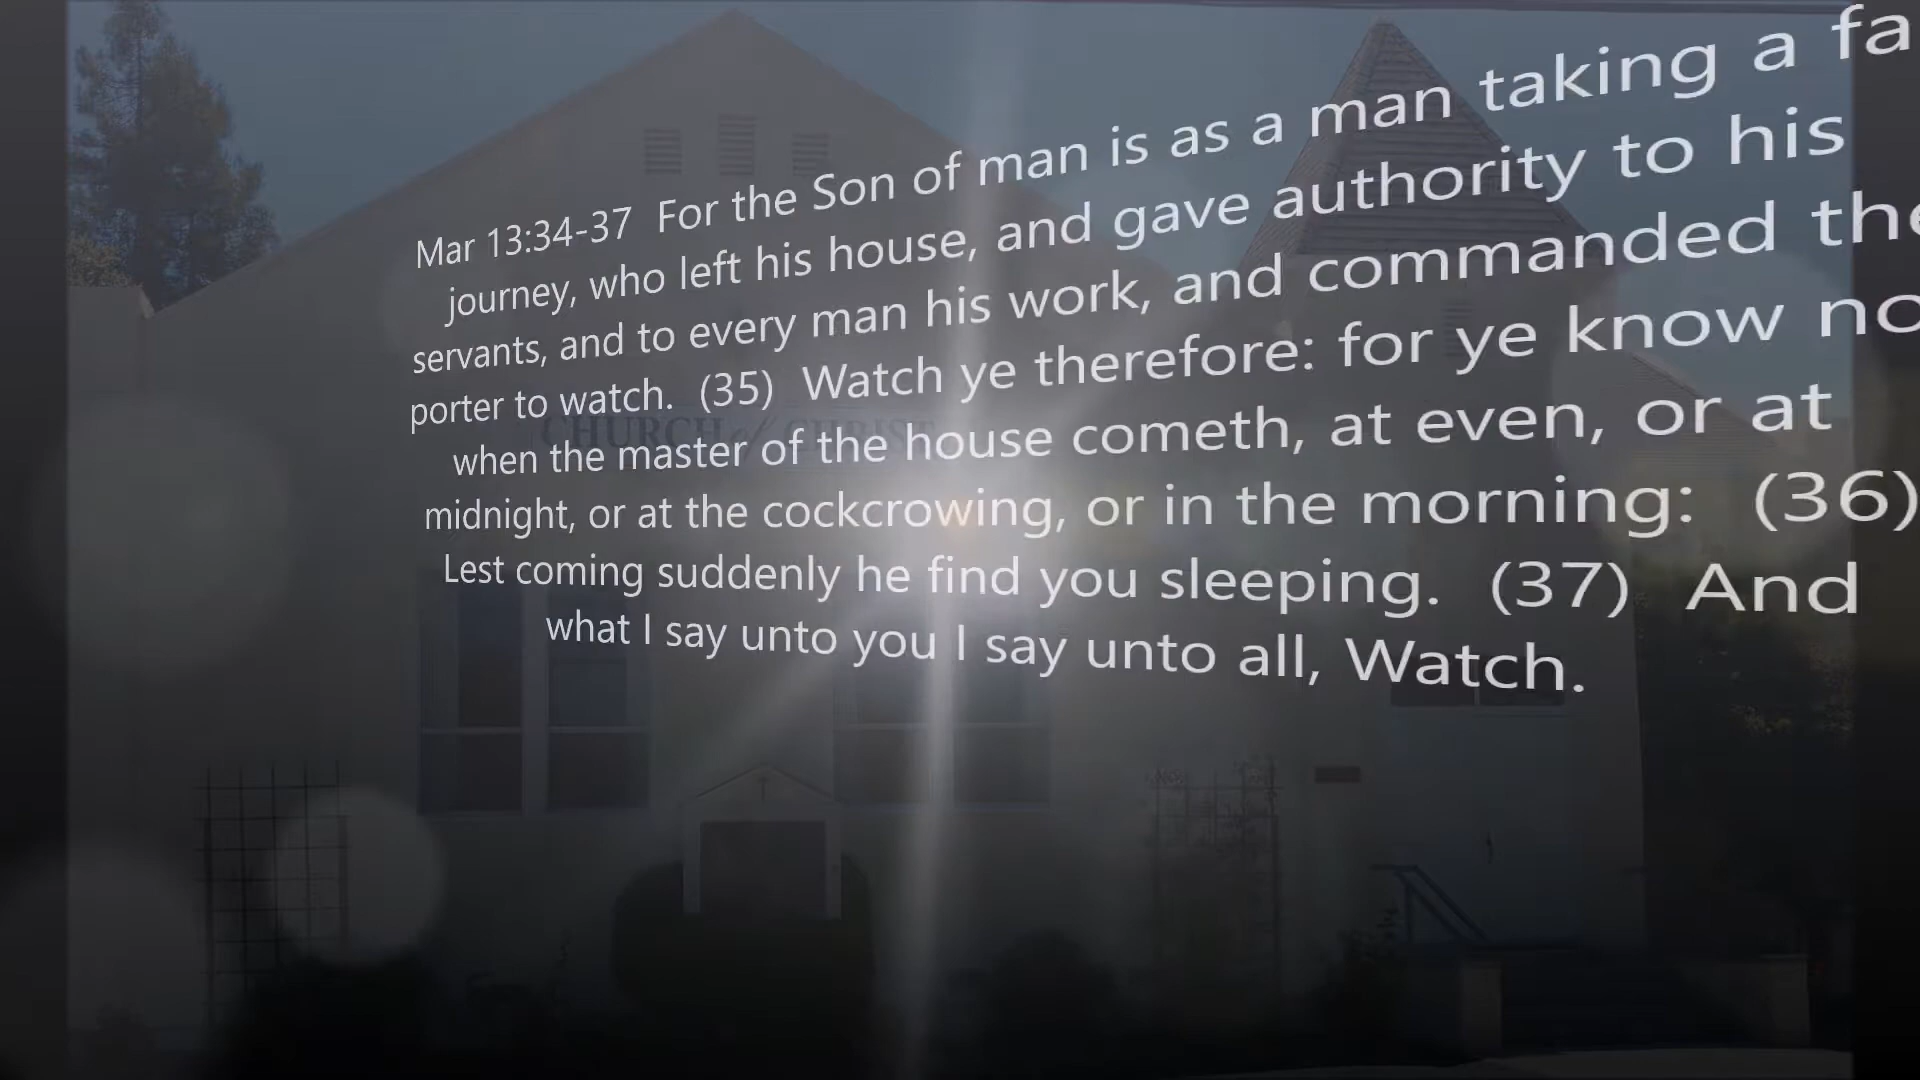 Mar 13:34-37 For the Son of man is as a man taking a fa
journey, who left his house, and gave authority to his
servants, and to every man his work, and commanded the
porter to watch. (35) Watch ye therefore: for ye know no
when the master of the house cometh, at even, or at
midnight, or at the cockcrowing, or in the morning: (36)
Lest coming suddenly he find you sleeping. (37) And
what I say unto you I say unto all, Watch.
CHURCH of CHRIST